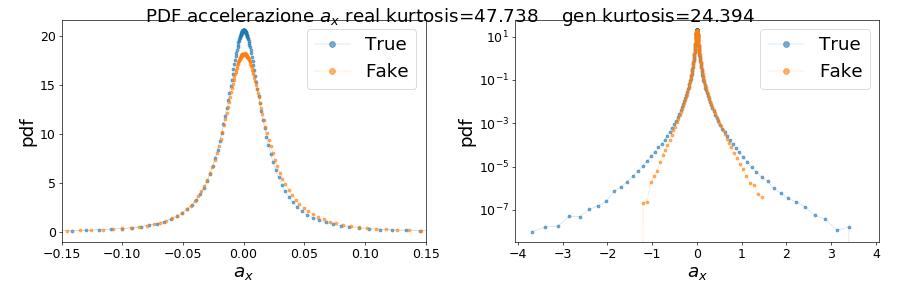 PDF accelerazione a_x real kurtosis=47.738    gen kurtosis=24.394
pdf
20
15
10
5
0
−0.15 −0.10 −0.05 0.00 0.05 0.10 0.15
a_x
True
Fake
pdf
10^1
10^−1
10^−3
10^−5
10^−7
−4 −3 −2 −1 0 1 2 3 4
a_x
True
Fake